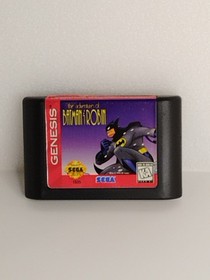 GENESIS
The adventures of
BATMAN & ROBIN
SEGA
SEGA